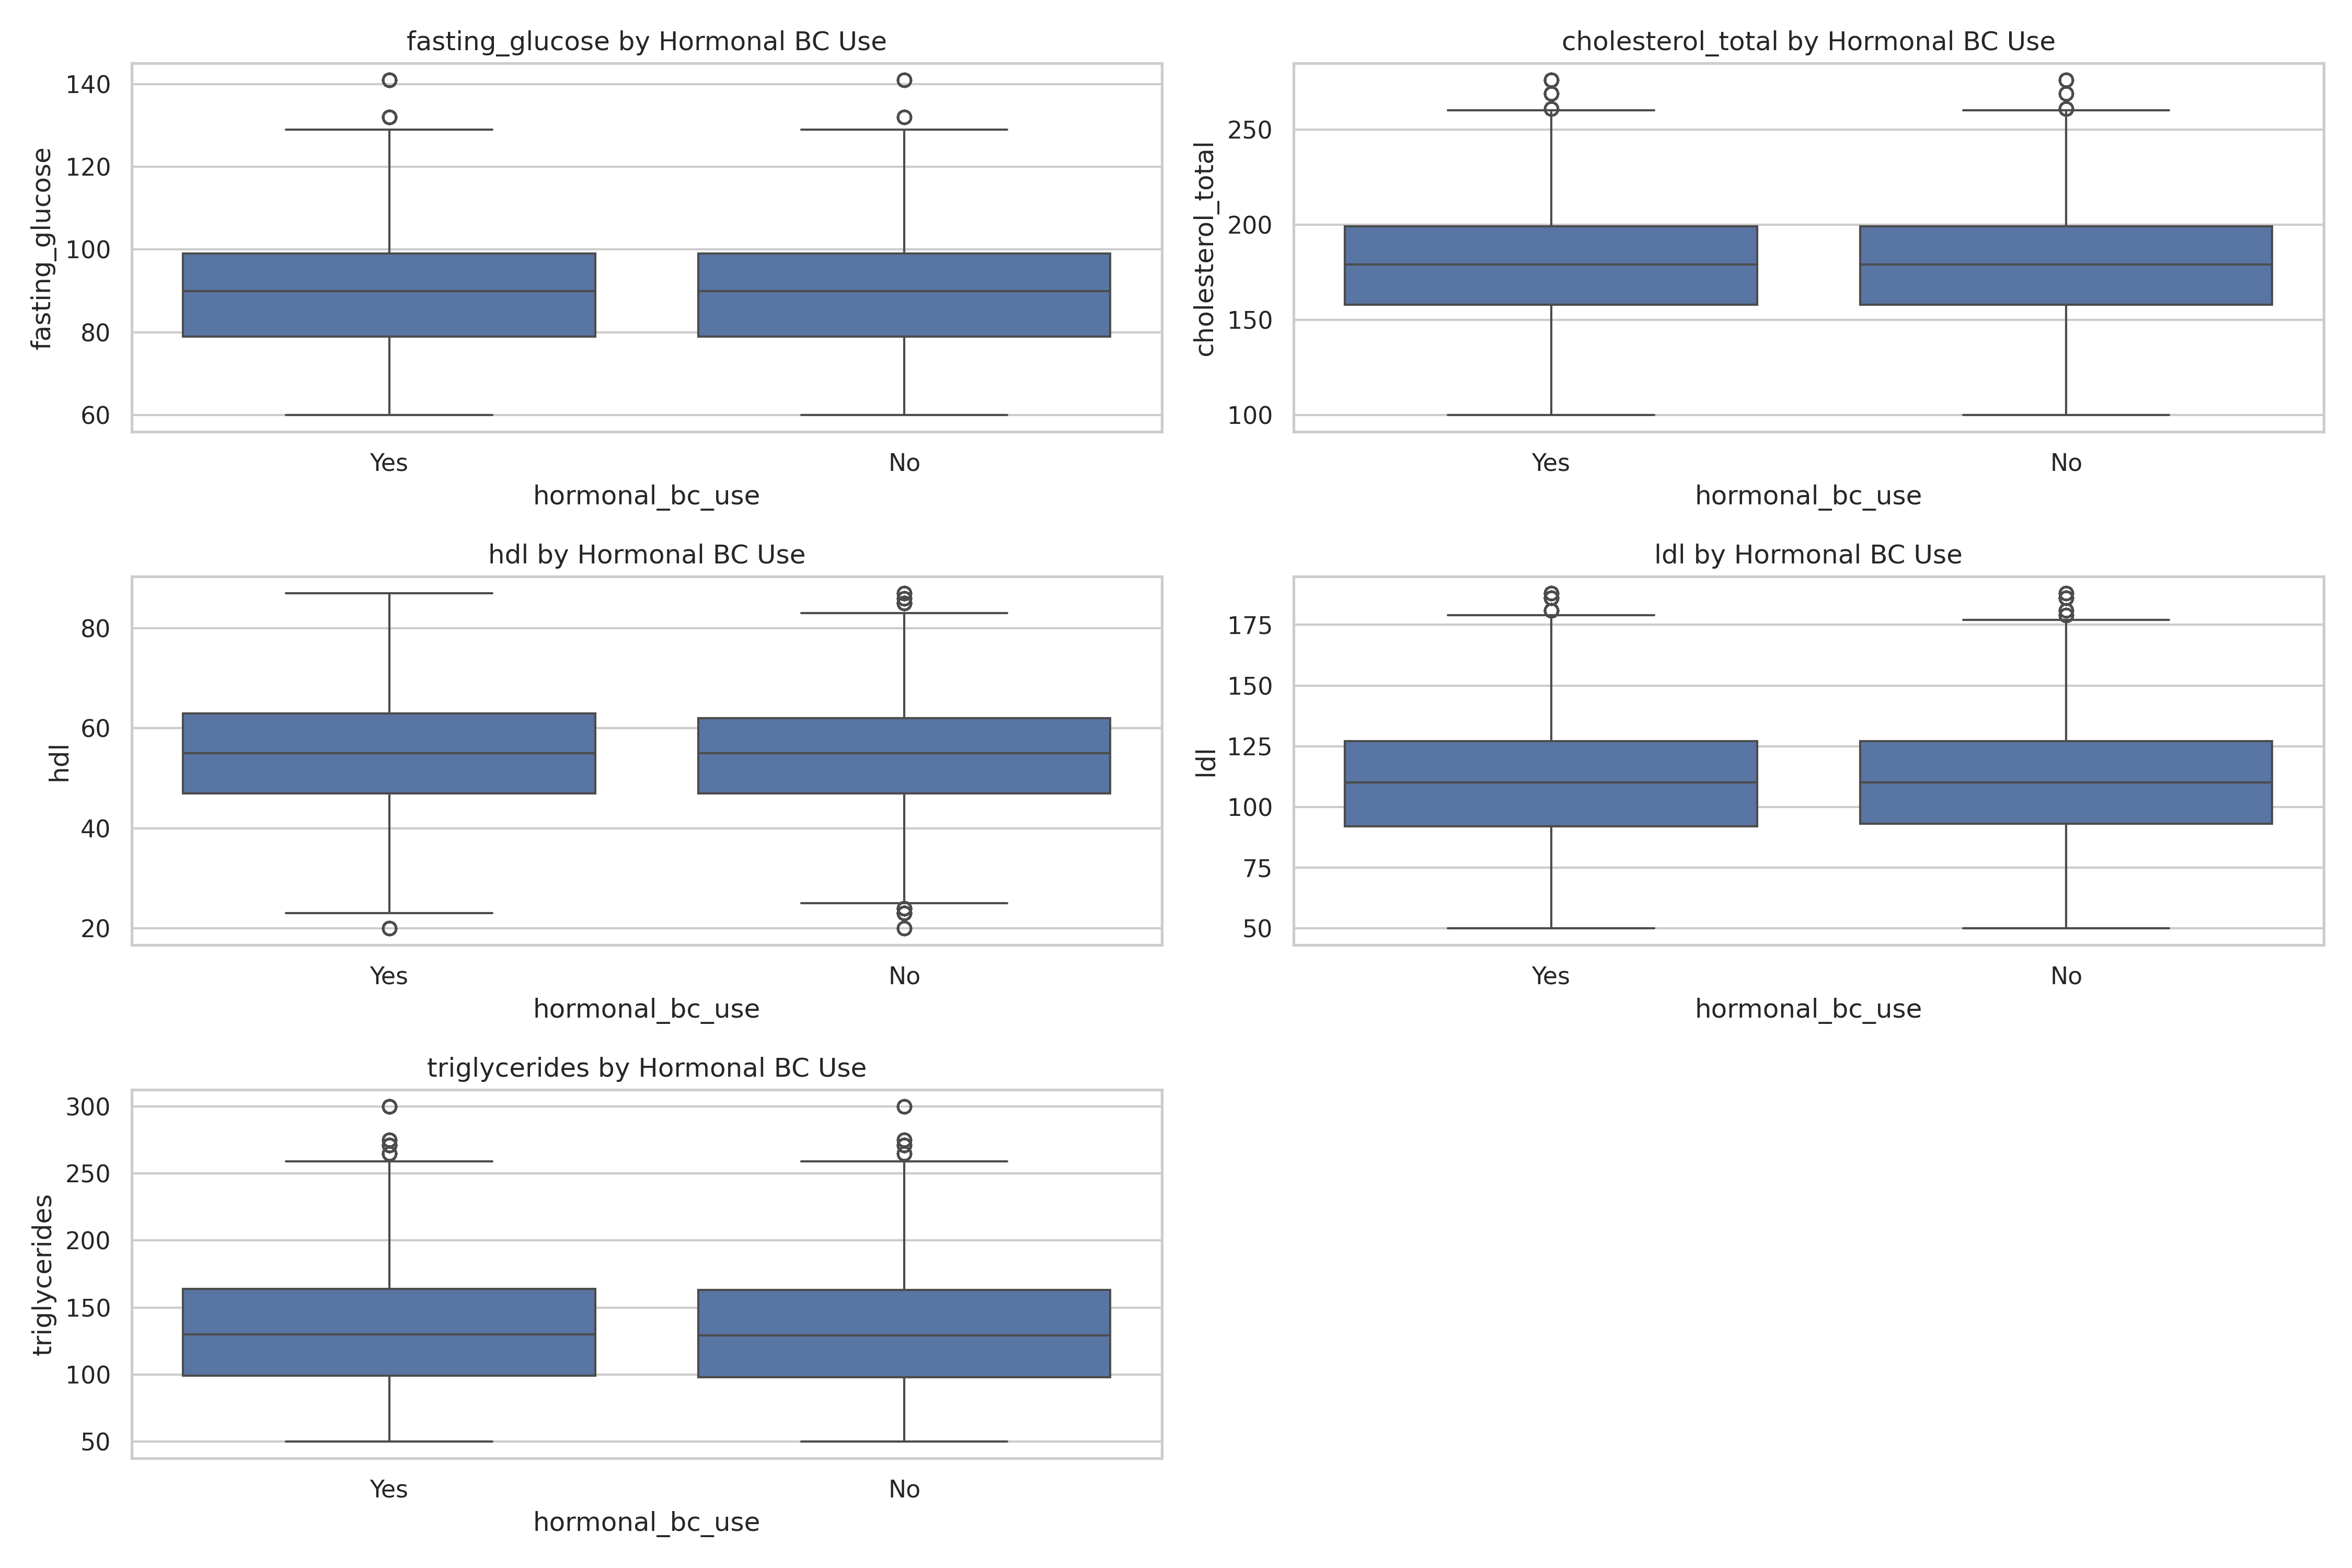 fasting_glucose by Hormonal BC Use
140
120
100
80
60
fasting_glucose
Yes
No
hormonal_bc_use
cholesterol_total by Hormonal BC Use
250
200
150
100
cholesterol_total
Yes
No
hormonal_bc_use
hdl by Hormonal BC Use
80
60
40
20
hdl
Yes
No
hormonal_bc_use
ldl by Hormonal BC Use
175
150
125
100
75
50
ldl
Yes
No
hormonal_bc_use
triglycerides by Hormonal BC Use
300
250
200
150
100
50
triglycerides
Yes
No
hormonal_bc_use